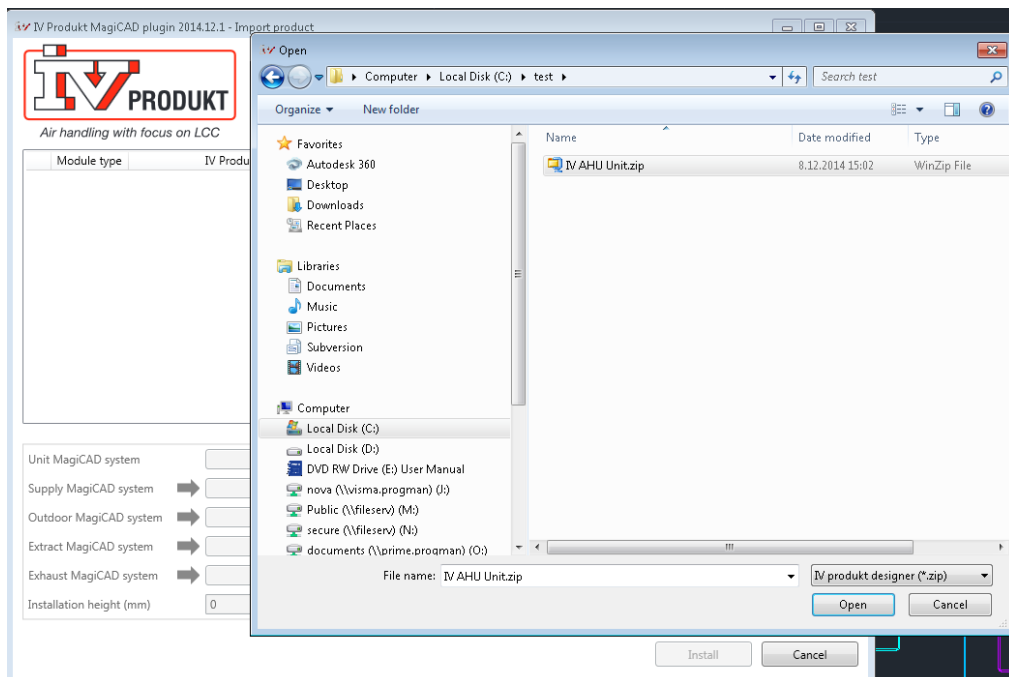 IV Produkt MagiCAD plugin 2014.12.1 - Import product
IV PRODUKT
Air handling with focus on LCC
Module type IV Produ
Unit MagiCAD system
Supply MagiCAD system
Outdoor MagiCAD system
Extract MagiCAD system
Exhaust MagiCAD system
Installation height (mm) 0
Install Cancel
Open
Computer Local Disk (C:) test
Search test
Organize New folder
Favorites
Autodesk 360
Desktop
Downloads
Recent Places
Libraries
Documents
Music
Pictures
Subversion
Videos
Computer
Local Disk (C:)
Local Disk (D:)
DVD RW Drive (E:) User Manual
nova (\\visma.progman) (J:)
Public (\\fileserv) (M:)
secure (\\fileserv) (N:)
documents (\\prime.progman) (O:)
Name Date modified Type
IV AHU Unit.zip 8.12.2014 15:02 WinZip File
File name: IV AHU Unit.zip IV produkt designer (*.zip)
Open Cancel